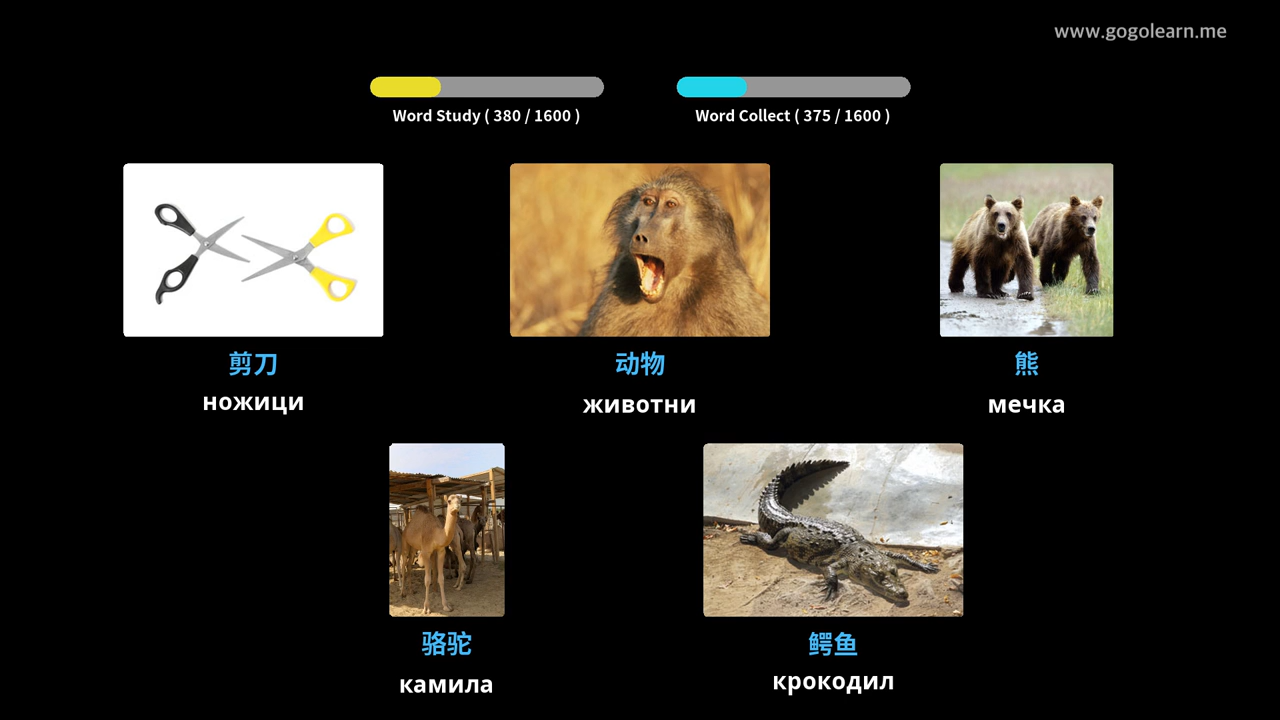 www.gogolearn.me
Word Study ( 380 / 1600 )
Word Collect ( 375 / 1600 )
剪刀
ножици
动物
животни
熊
мечка
骆驼
камила
鳄鱼
крокодил